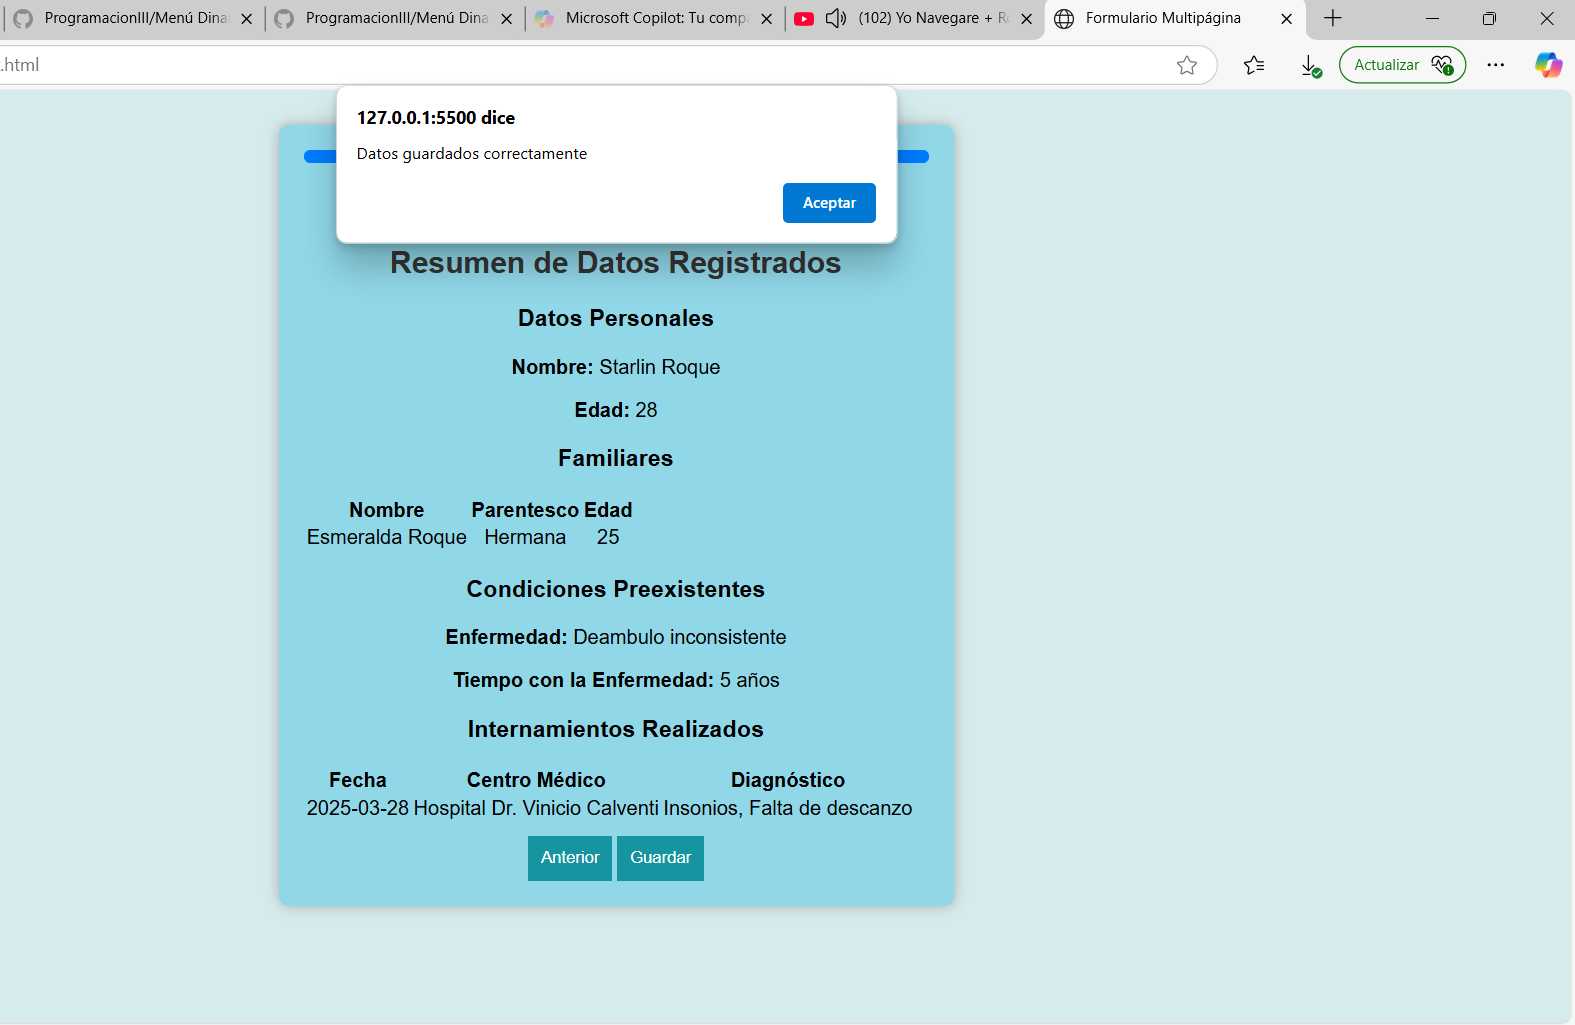 ProgramacionIII/Menú Dina
ProgramacionIII/Menú Dina
Microsoft Copilot: Tu comp
(102) Yo Navegare + R
Formulario Multipágina
.html
Actualizar
127.0.0.1:5500 dice
Datos guardados correctamente
Aceptar
Resumen de Datos Registrados
Datos Personales
Nombre: Starlin Roque
Edad: 28
Familiares
Nombre Parentesco Edad
Esmeralda Roque Hermana 25
Condiciones Preexistentes
Enfermedad: Deambulo inconsistente
Tiempo con la Enfermedad: 5 años
Internamientos Realizados
Fecha Centro Médico Diagnóstico
2025-03-28 Hospital Dr. Vinicio Calventi Insonios, Falta de descanzo
Anterior Guardar